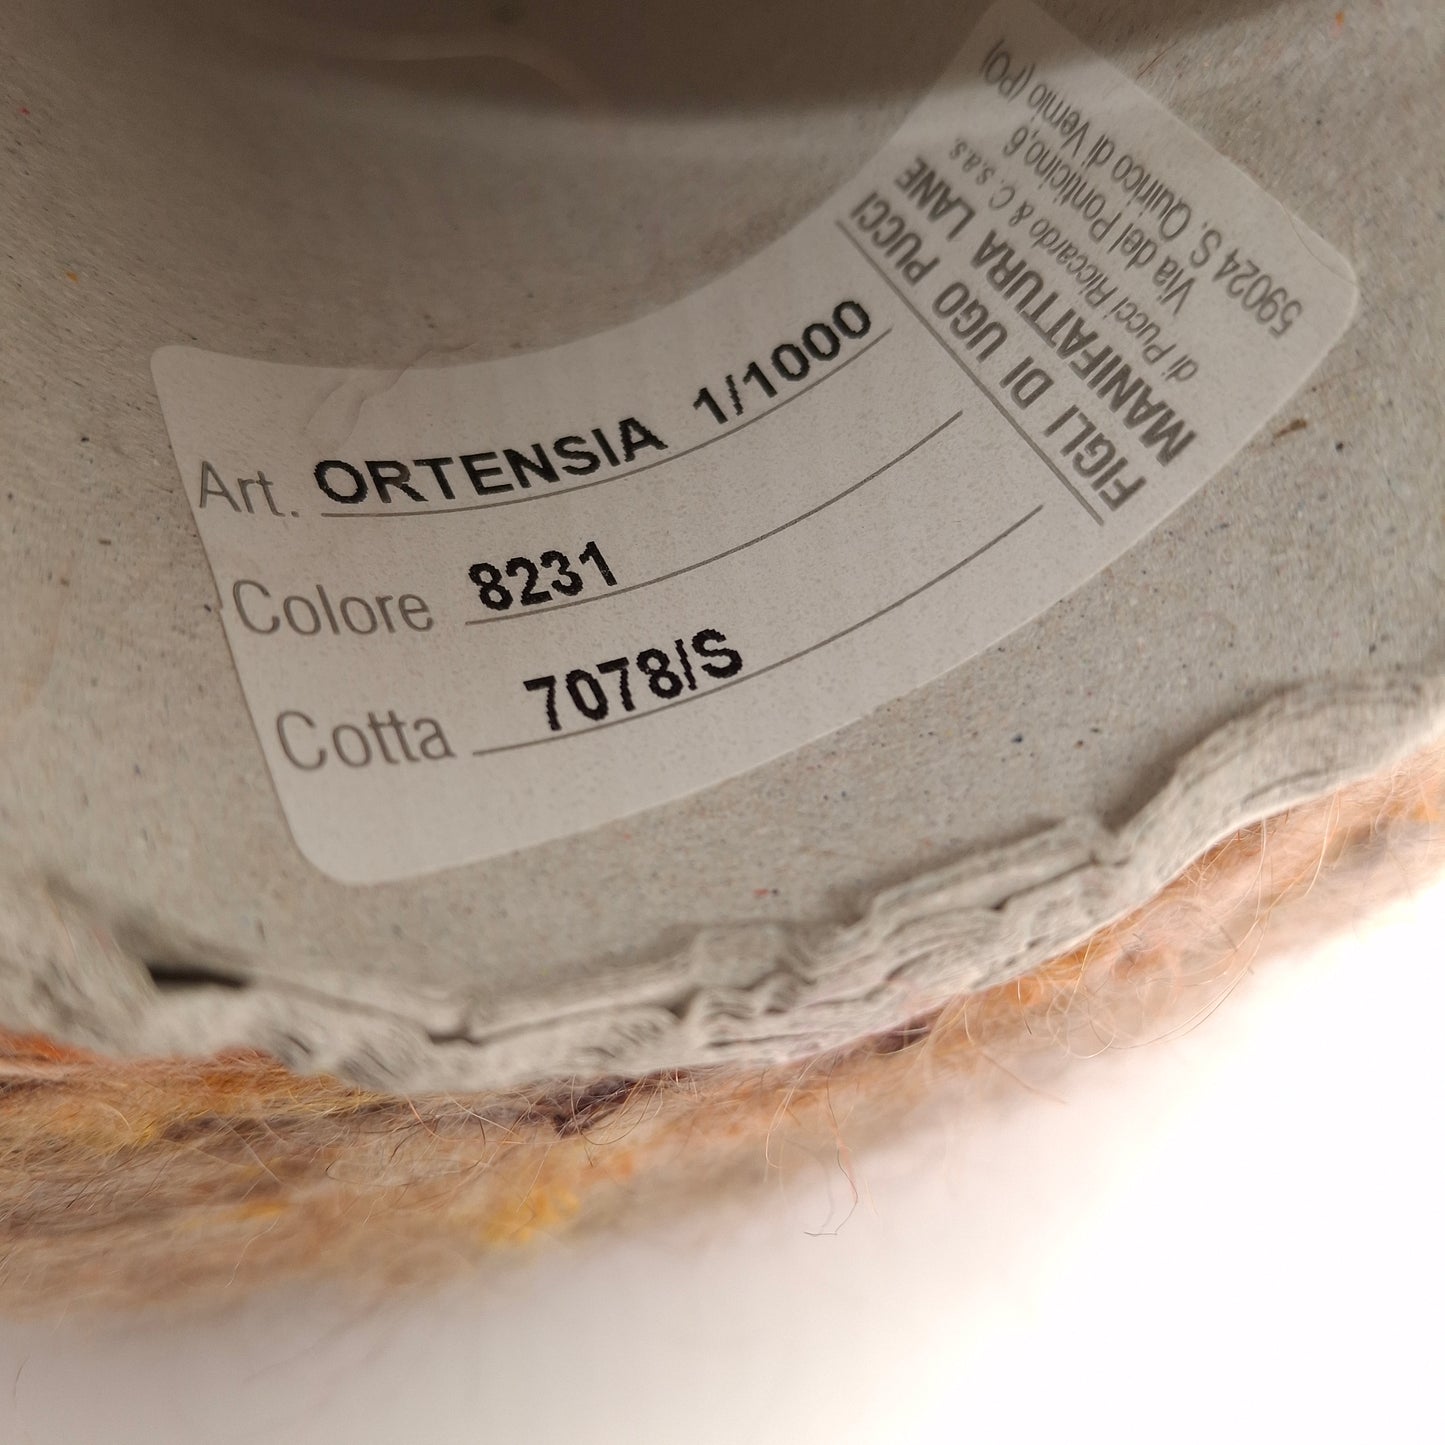 Art. ORTENSIA 1/1000
Colore 8231
Cotta 7078/S
FIGLI DI UGO PUCCI
MANIFATTURA LANE
di Pucci Riccardo & C. s.a.s.
Via del Ponticino,6
59024 S. Quirico di Vernio (PO)